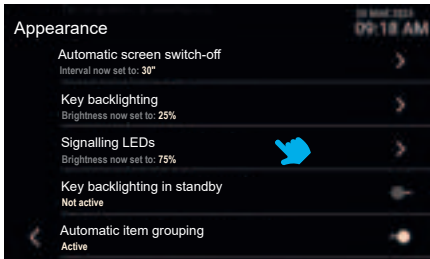 Appearance
09:18 AM
Automatic screen switch-off
Interval now set to: 30"
Key backlighting
Brightness now set to: 25%
Signalling LEDs
Brightness now set to: 75%
Key backlighting in standby
Not active
Automatic item grouping
Active